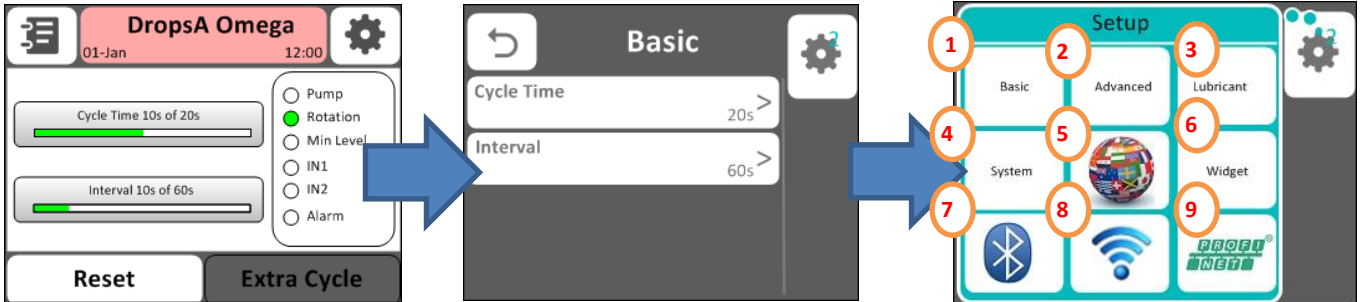 DropsA Omega
01-Jan 12:00
Cycle Time 10s of 20s
Interval 10s of 60s
Pump
Rotation
Min Level
IN1
IN2
Alarm
Reset
Extra Cycle
Basic
2
Cycle Time
20s >
Interval
60s >
Setup
2
1
2
3
Basic
Advanced
Lubricant
4
5
6
System
Widget
7
8
9
PROFI®
NET